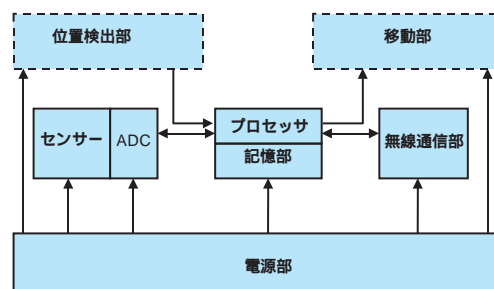 位置検出部
移動部
センサー
ADC
プロセッサ
記憶部
無線通信部
電源部